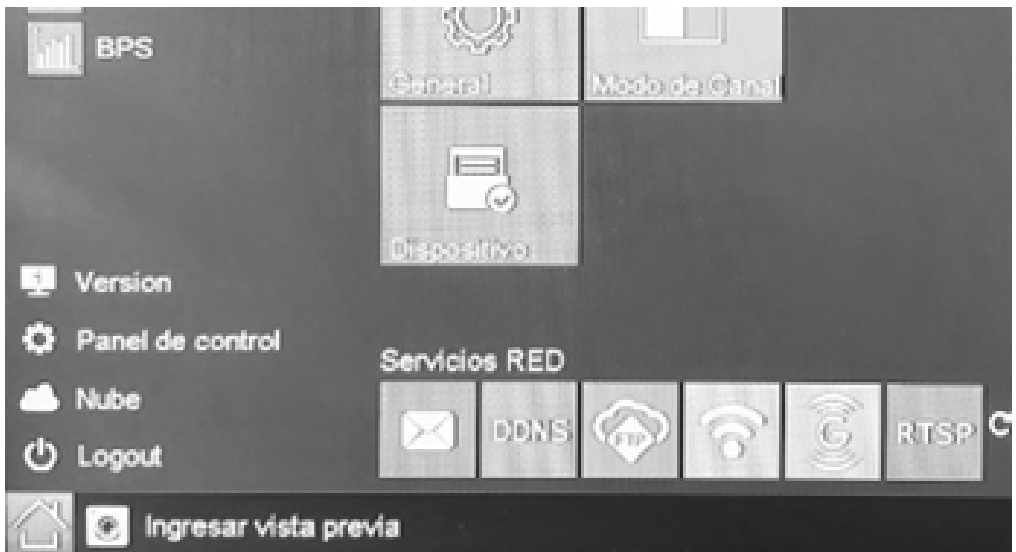 BPS
General
Modo de Canal
Dispositivo
Version
Panel de control
Nube
Logout
Servicios RED
DDNS
FTP
G
RTSP
Ingresar vista previa